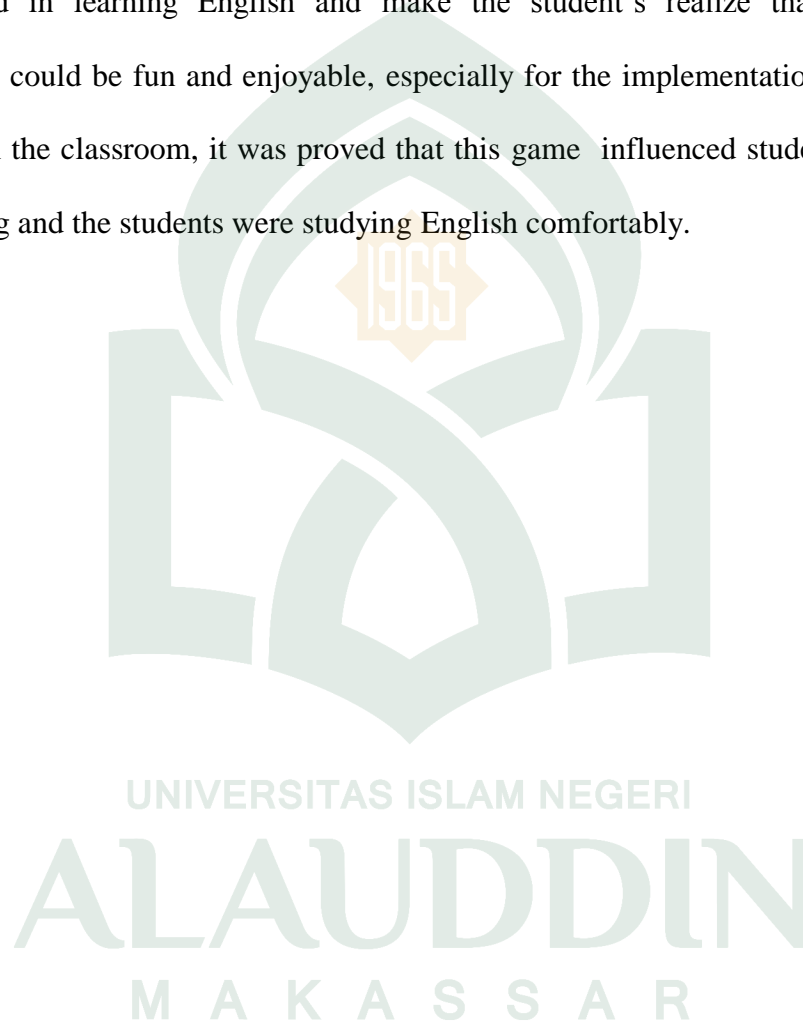 in learning English and make the student's realize
could be fun and enjoyable, especially for the
the classroom, it was proved that this game influenced
and the students were studying English comfortably.
1965
UNIVERSITAS ISLAM NEGERI
ALAUDDIN
MAKASSAR